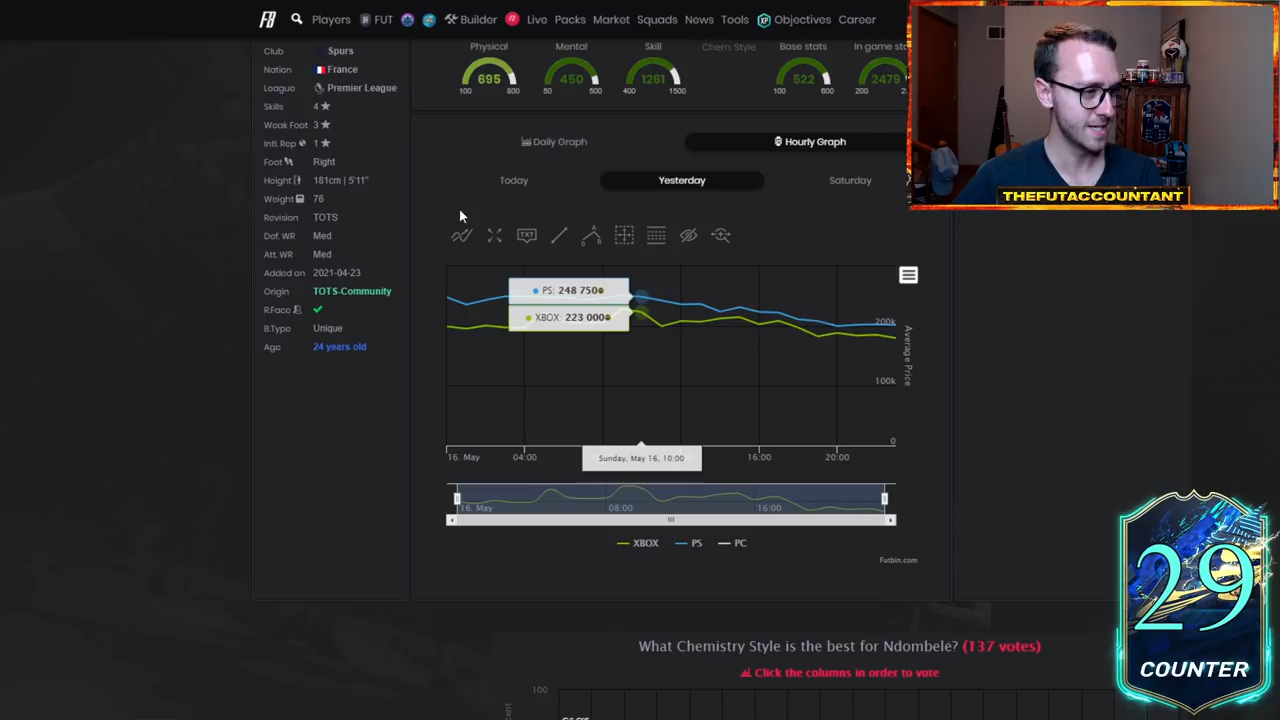 FB Players FUT Builder Live Packs Market Squads News Tools XP Objectives Career
Club Spurs
Nation France
League Premier League
Skills 4★
Weak Foot 3★
Intl.Rep 1★
Foot Right
Height 181cm | 5'11"
Weight 76
Revision TOTS
Def. WR Med
Att. WR Med
Added on 2021-04-23
Origin TOTS-Community
R.Face
B.Type Unique
Age 24 years old
Physical Mental Skill Chem. Style Base stats In game sta
695 450 1261 522 2479
100 800 50 500 400 1500 100 200
Daily Graph Hourly Graph
Today Yesterday Saturday
TXT
PS: 248 750
XBOX: 223 000
200k
100k
0
Average Price
Sunday, May 16, 10:00
16. May 04:00 16:00 20:00
16. May 08:00 16:00
XBOX PS PC
Futbin.com
What Chemistry Style is the best for Ndombele? (137 votes)
Click the columns in order to vote
100
THEFUTACCOUNTANT
29
COUNTER